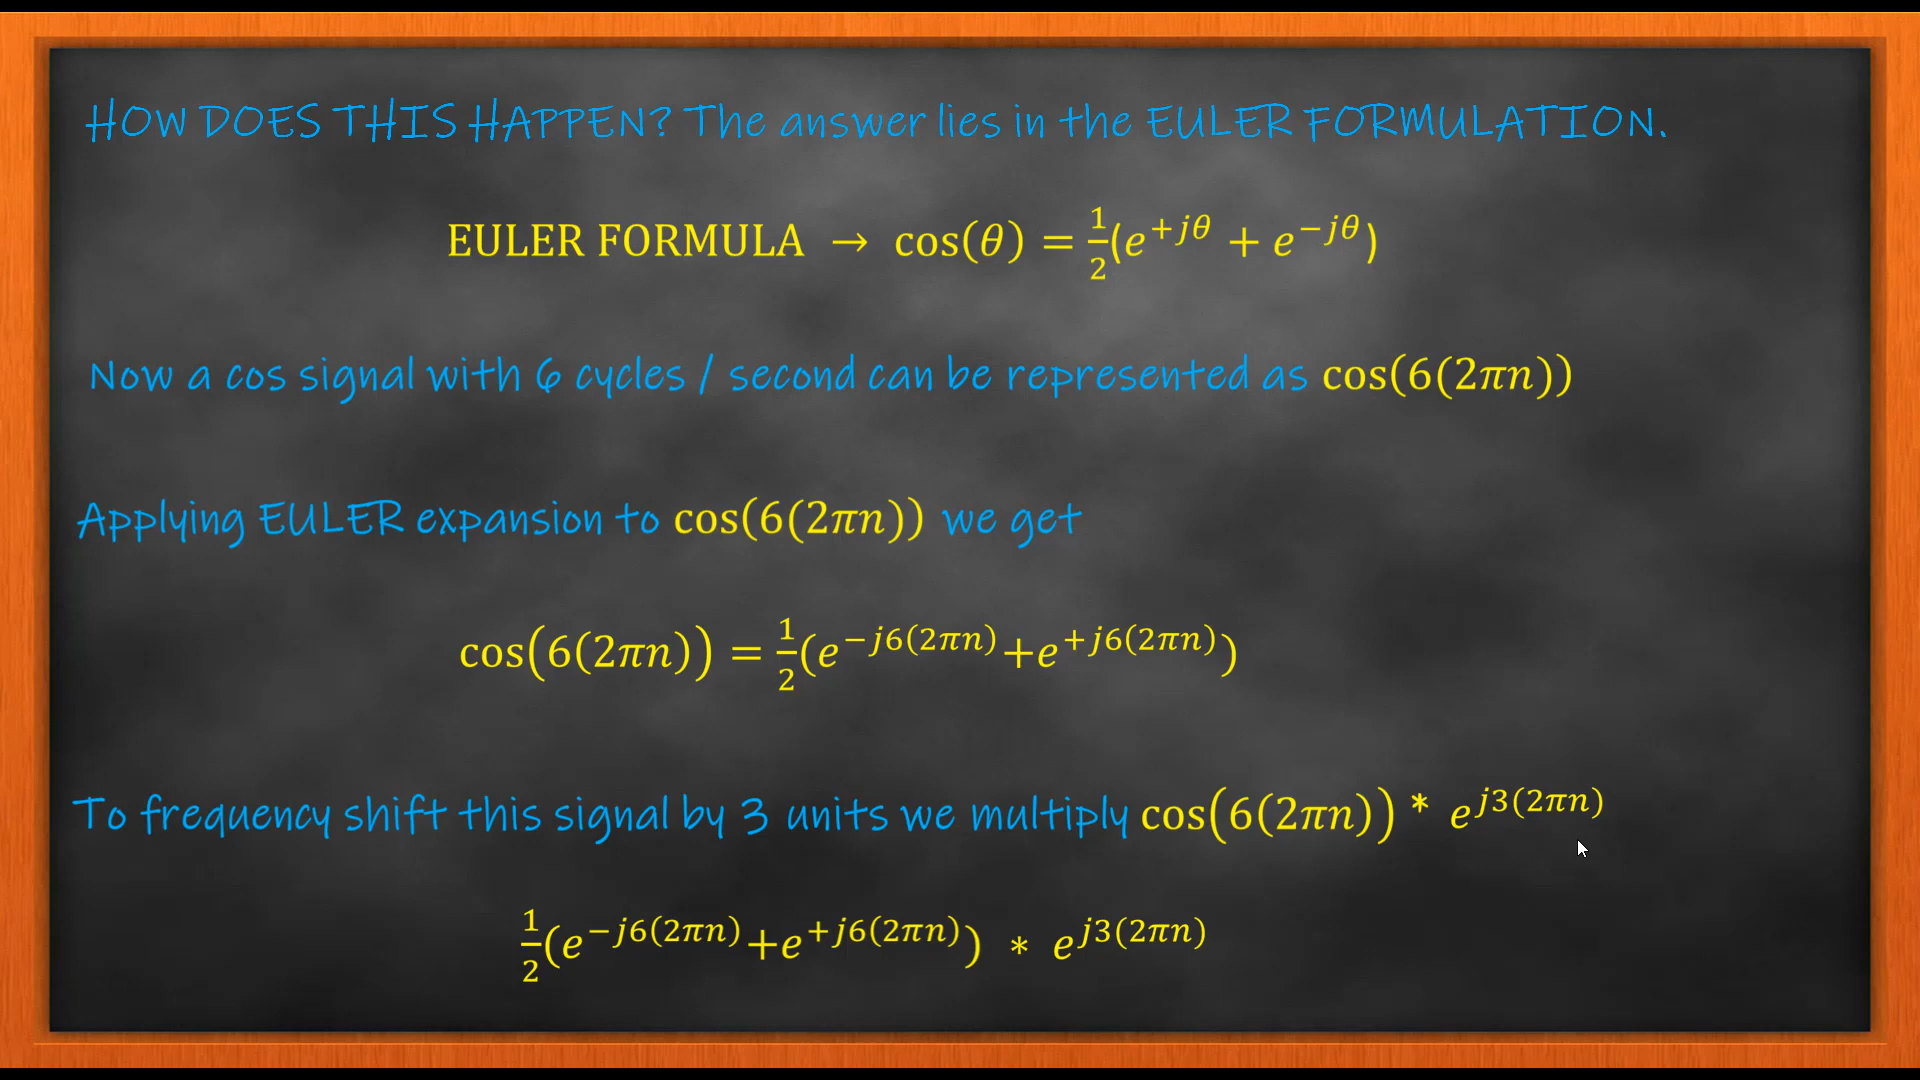 HOW DOES THIS HAPPEN? The answer lies in the EULER FORMULATION.
EULER FORMULA → cos(θ) = 1/2(e^{+jθ} + e^{−jθ})
Now a cos signal with 6 cycles / second can be represented as cos(6(2πn))
Applying EULER expansion to cos(6(2πn)) we get
cos(6(2πn)) = 1/2(e^{−j6(2πn)}+e^{+j6(2πn)})
To frequency shift this signal by 3 units we multiply cos(6(2πn)) * e^{j3(2πn)}
1/2(e^{−j6(2πn)}+e^{+j6(2πn)}) * e^{j3(2πn)}